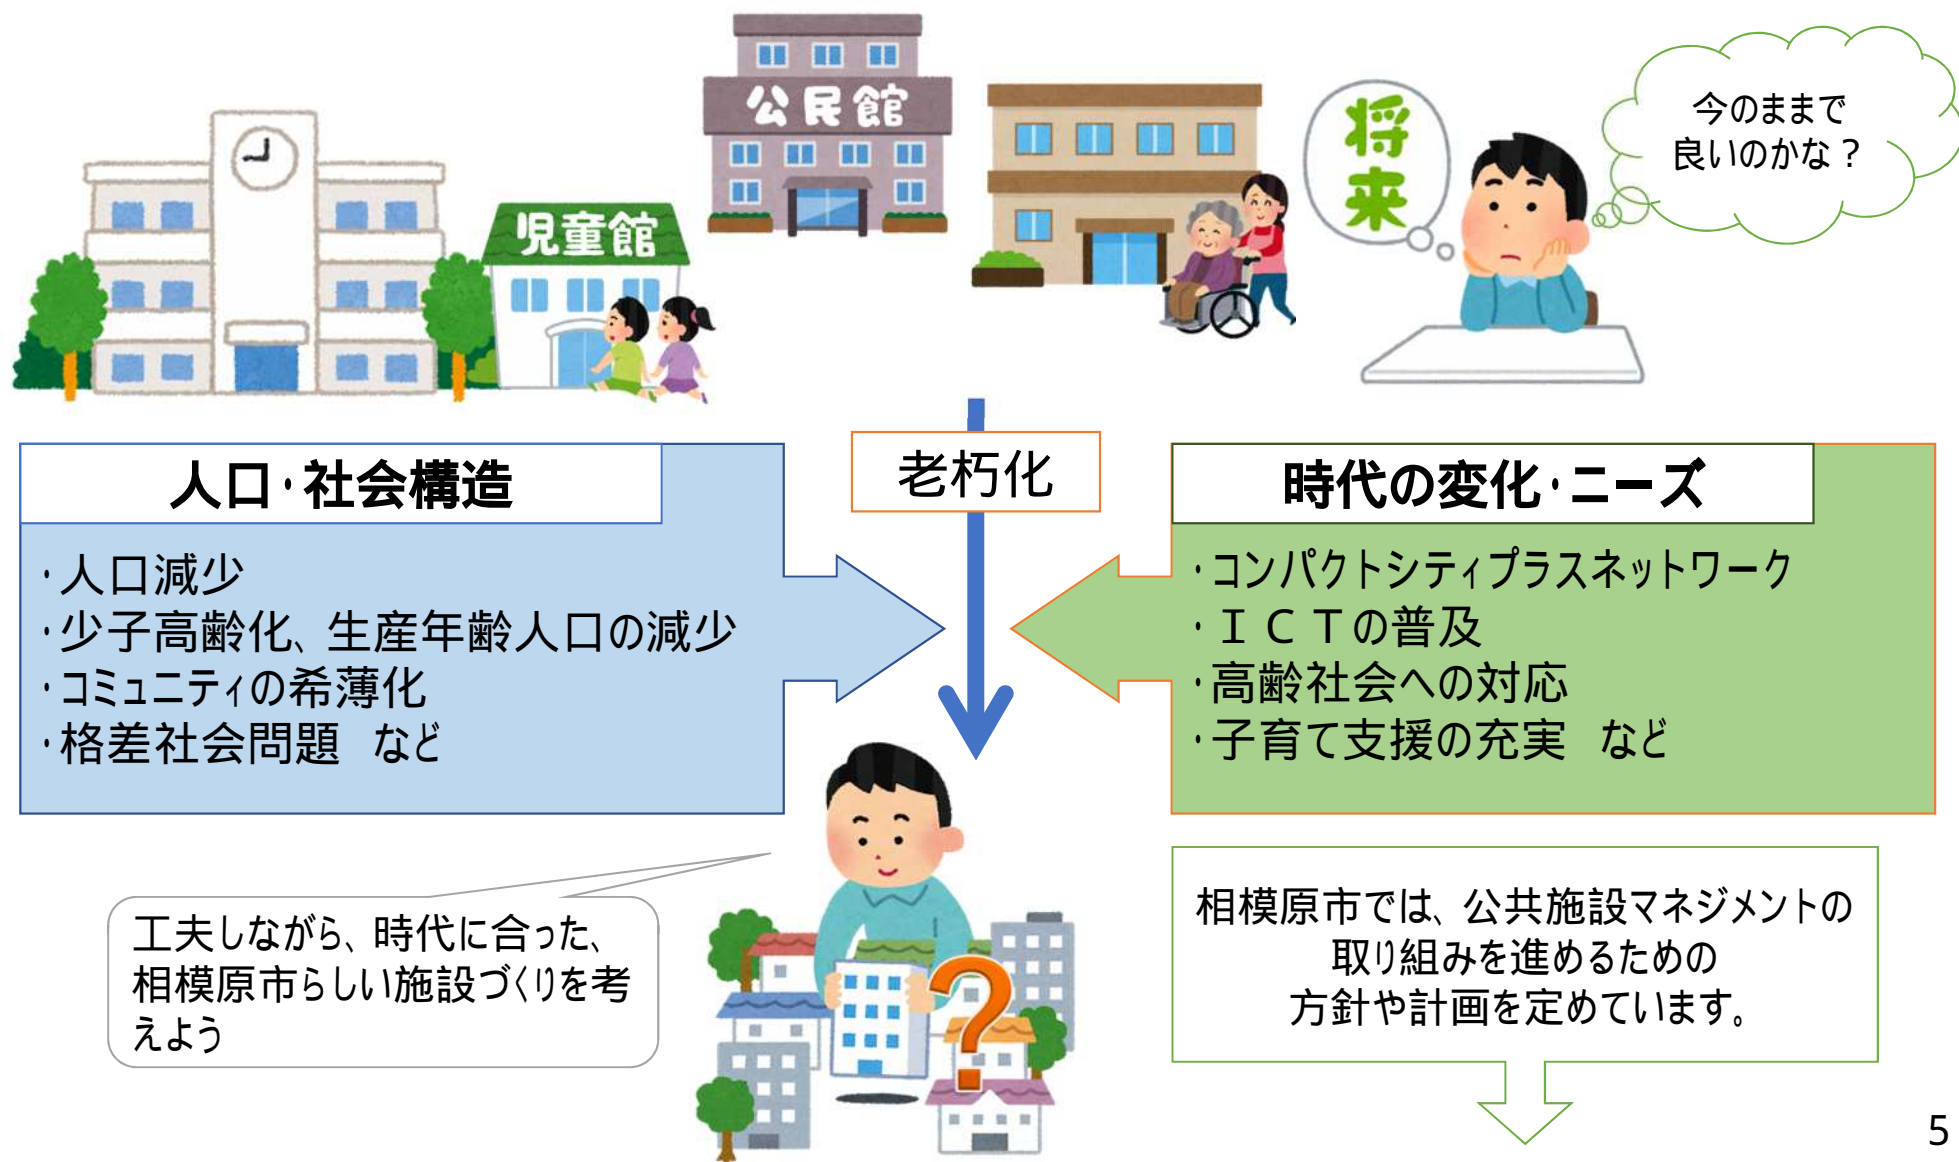 公民館
児童館
将来
今のままで
良いのかな？
老朽化
人口・社会構造
・人口減少
・少子高齢化、生産年齢人口の減少
・コミュニティの希薄化
・格差社会問題　など
時代の変化・ニーズ
・コンパクトシティプラスネットワーク
・ＩＣＴの普及
・高齢社会への対応
・子育て支援の充実　など
工夫しながら、時代に合った、
相模原市らしい施設づくりを考
えよう
相模原市では、公共施設マネジメントの
取り組みを進めるための
方針や計画を定めています。
5